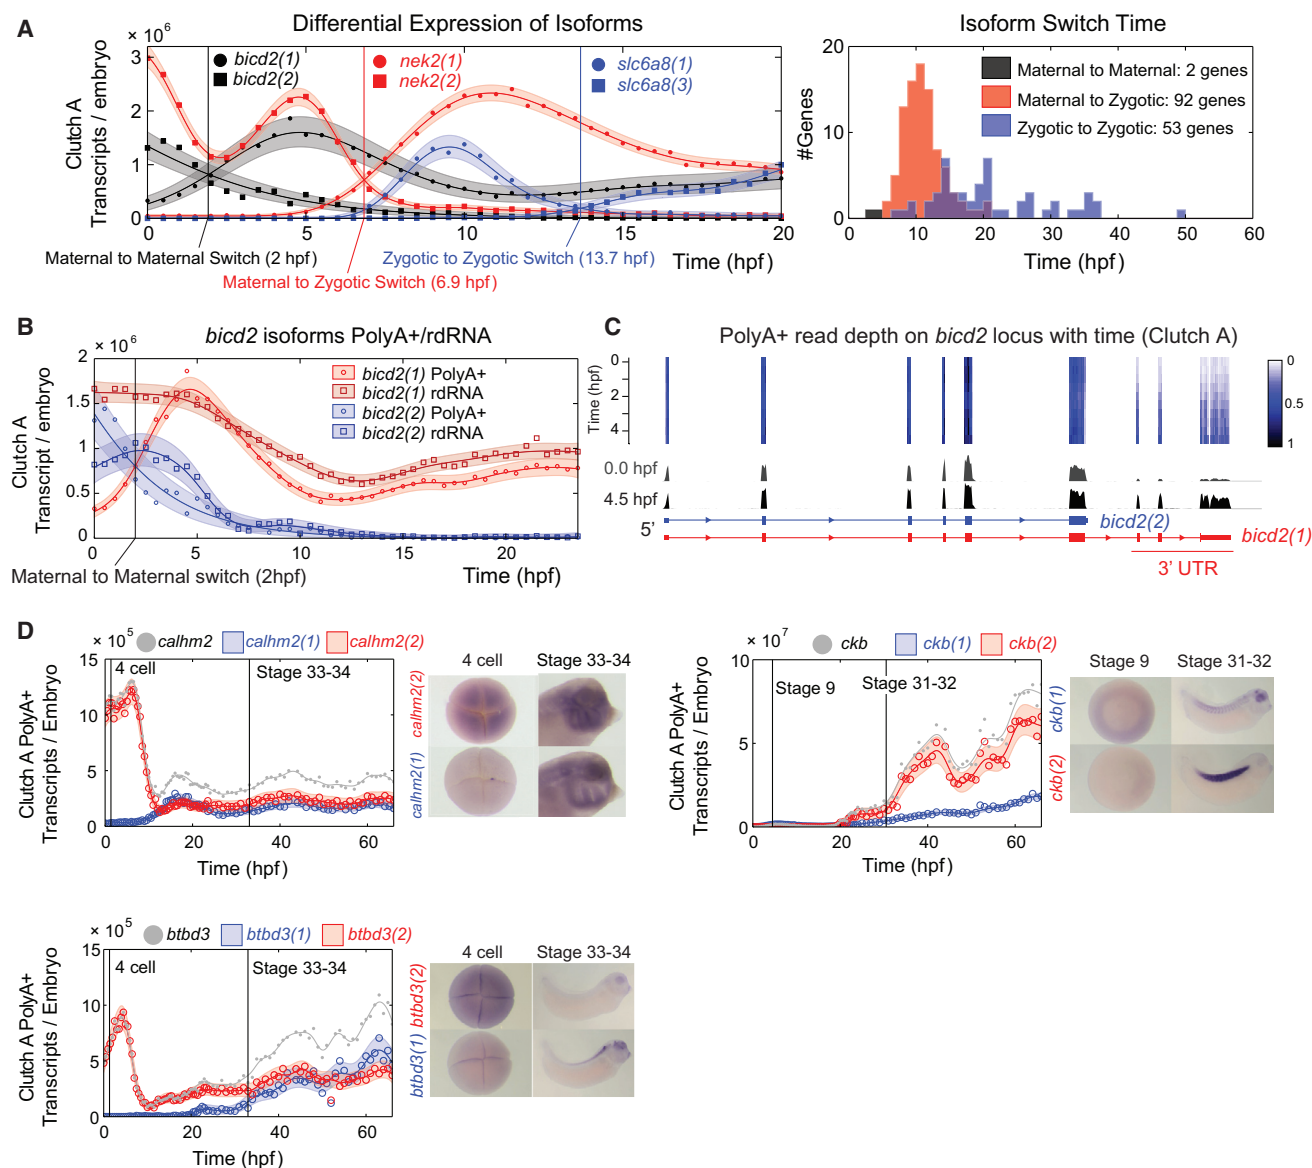 A
Differential Expression of Isoforms
× 10⁶
Clutch A
Transcripts / embryo
3
2
1
0
bicd2(1)
bicd2(2)
nek2(1)
nek2(2)
slc6a8(1)
slc6a8(3)
0 5 10 15 20
Time (hpf)
Maternal to Maternal Switch (2 hpf)
Maternal to Zygotic Switch (6.9 hpf)
Zygotic to Zygotic Switch (13.7 hpf)
Isoform Switch Time
#Genes
20
10
0
Maternal to Maternal: 2 genes
Maternal to Zygotic: 92 genes
Zygotic to Zygotic: 53 genes
0 10 20 30 40 50 60
Time (hpf)
B
bicd2 isoforms PolyA+/rdRNA
× 10⁶
Clutch A
Transcript / embryo
2
1.5
1
0.5
0
bicd2(1) PolyA+
bicd2(1) rdRNA
bicd2(2) PolyA+
bicd2(2) rdRNA
0 5 10 15 20
Time (hpf)
Maternal to Maternal switch (2hpf)
C
PolyA+ read depth on bicd2 locus with time (Clutch A)
Time (hpf)
0
2
4
0
0.5
1
0.0 hpf
4.5 hpf
5'
bicd2(2)
bicd2(1)
3' UTR
D
× 10⁵
calhm2
calhm2(1)
calhm2(2)
Clutch A PolyA+
Transcripts / Embryo
15
10
5
0
4 cell
Stage 33-34
0 20 40 60
Time (hpf)
4 cell
Stage 33-34
calhm2(2)
calhm2(1)
× 10⁷
ckb
ckb(1)
ckb(2)
Clutch A PolyA+
Transcripts / Embryo
10
5
0
Stage 9
Stage 31-32
0 20 40 60
Time (hpf)
Stage 9
Stage 31-32
ckb(1)
ckb(2)
× 10⁵
btbd3
btbd3(1)
btbd3(2)
Clutch A PolyA+
Transcripts / Embryo
15
10
5
0
4 cell
Stage 33-34
0 20 40 60
Time (hpf)
4 cell
Stage 33-34
btbd3(2)
btbd3(1)